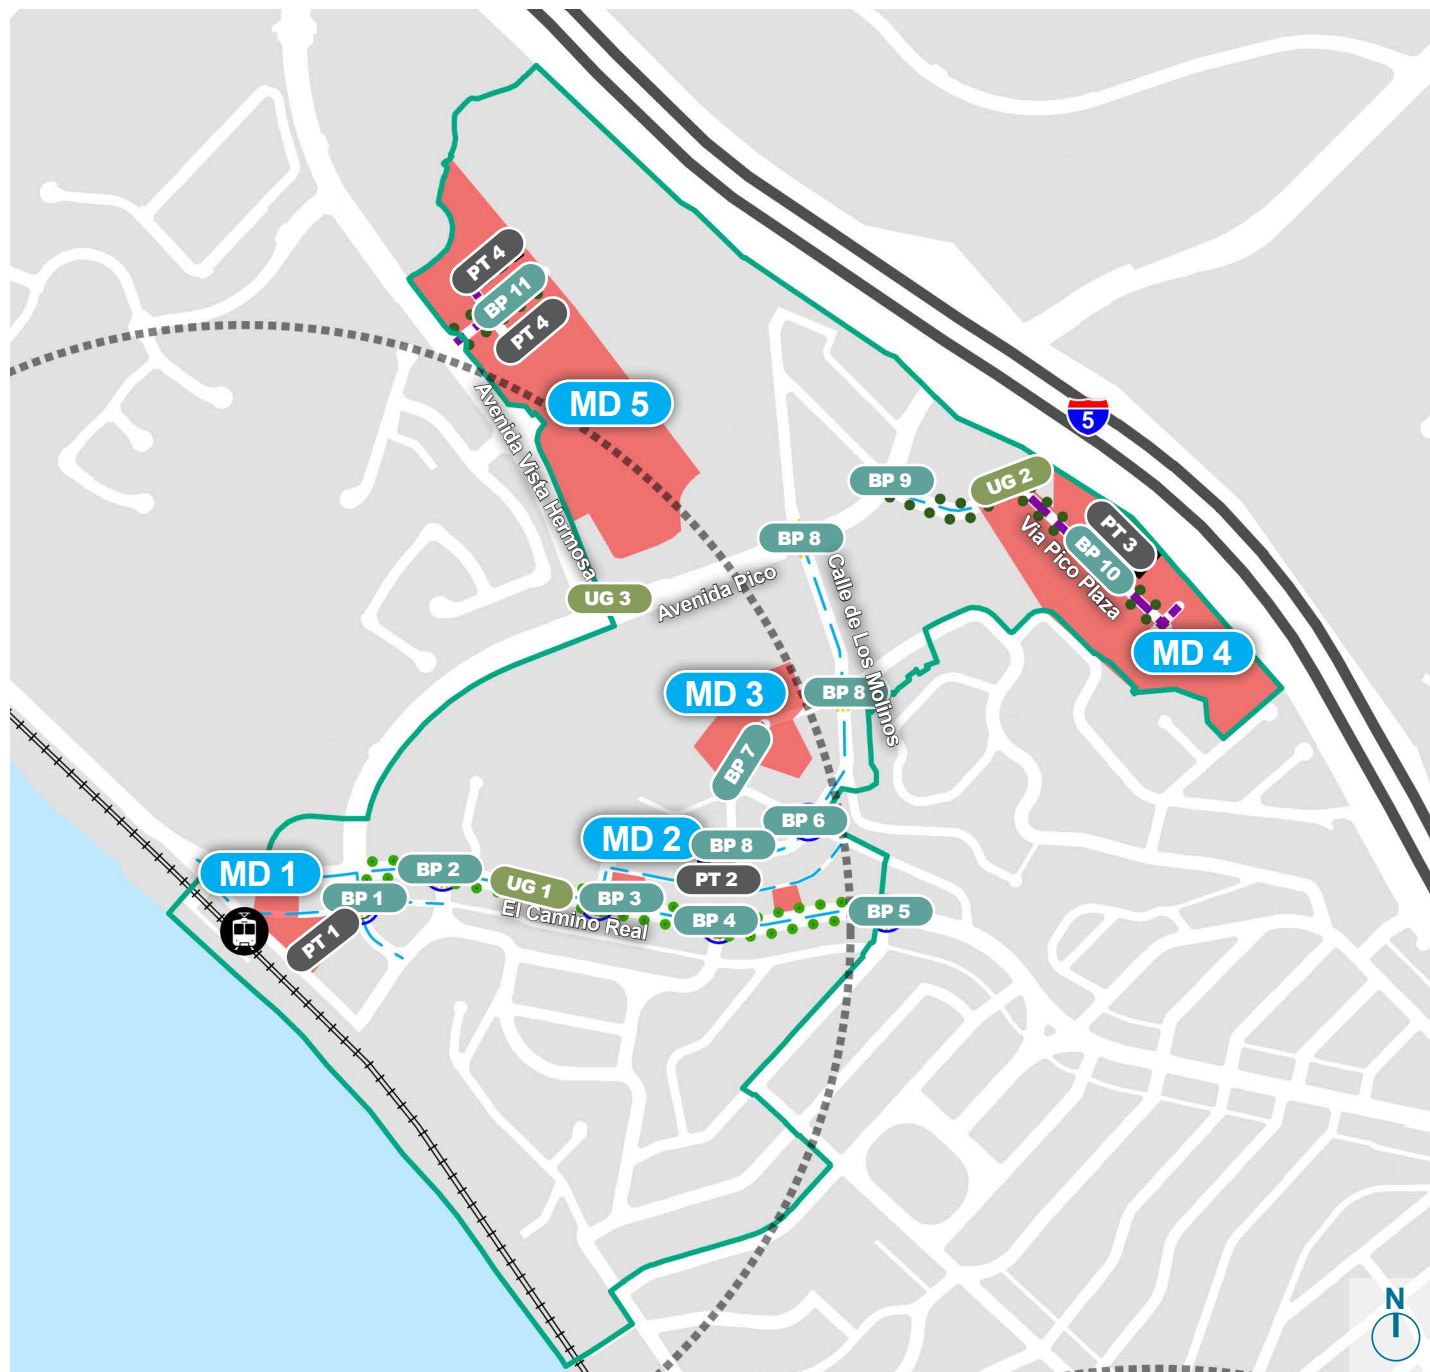 PT 4
BP 11
PT 4
MD 5
Avenida Vista Hermosa
5
BP 9
UG 2
PT 3
BP 10
Via Pico Plaza
BP 8
Calle de Los Molinos
Avenida Pico
UG 3
MD 4
MD 3
BP 8
BP 7
BP 6
MD 2
BP 8
PT 2
MD 1
BP 2
BP 1
UG 1
BP 3
BP 4
BP 5
El Camino Real
PT 1
N